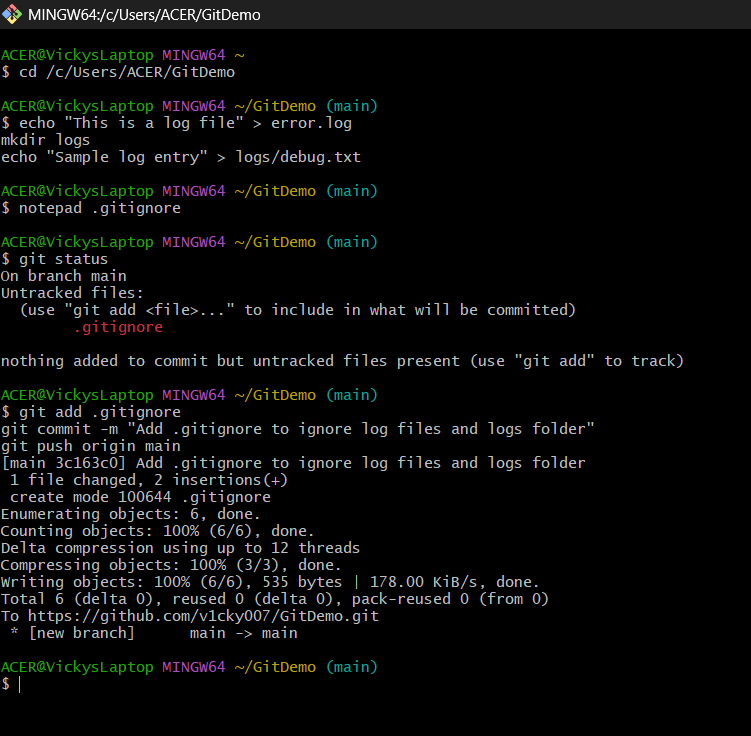 MINGW64:/c/Users/ACER/GitDemo
ACER@VickysLaptop MINGW64 ~
$ cd /c/Users/ACER/GitDemo
ACER@VickysLaptop MINGW64 ~/GitDemo (main)
$ echo "This is a log file" > error.log
mkdir logs
echo "Sample log entry" > logs/debug.txt
ACER@VickysLaptop MINGW64 ~/GitDemo (main)
$ notepad .gitignore
ACER@VickysLaptop MINGW64 ~/GitDemo (main)
$ git status
On branch main
Untracked files:
  (use "git add <file>..." to include in what will be committed)
        .gitignore
nothing added to commit but untracked files present (use "git add" to track)
ACER@VickysLaptop MINGW64 ~/GitDemo (main)
$ git add .gitignore
git commit -m "Add .gitignore to ignore log files and logs folder"
git push origin main
[main 3c163c0] Add .gitignore to ignore log files and logs folder
 1 file changed, 2 insertions(+)
 create mode 100644 .gitignore
Enumerating objects: 6, done.
Counting objects: 100% (6/6), done.
Delta compression using up to 12 threads
Compressing objects: 100% (3/3), done.
Writing objects: 100% (6/6), 535 bytes | 178.00 KiB/s, done.
Total 6 (delta 0), reused 0 (delta 0), pack-reused 0 (from 0)
To https://github.com/v1cky007/GitDemo.git
 * [new branch]      main -> main
ACER@VickysLaptop MINGW64 ~/GitDemo (main)
$